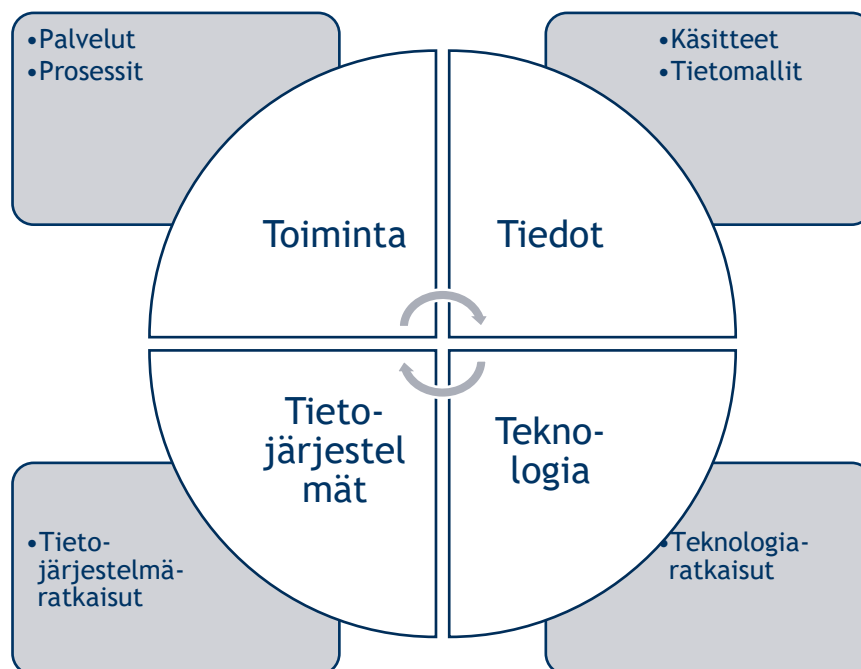 •Palvelut
•Prosessit
•Käsitteet
•Tietomallit
Toiminta
Tiedot
Tieto-
järjestel
mät
Tekno-
logia
•Tieto-
järjestelmä-
ratkaisut
•Teknologia-
ratkaisut